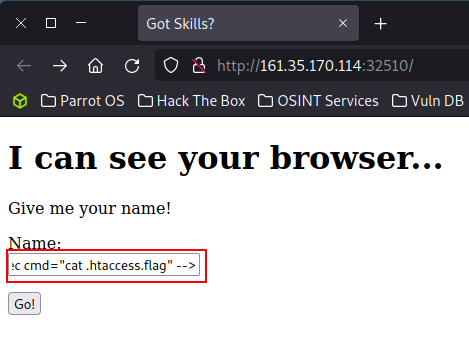 Got Skills?
http://161.35.170.114:32510/
Parrot OS Hack The Box OSINT Services Vuln DB
I can see your browser...
Give me your name!
Name:
cmd="cat .htaccess.flag" -->
Go!